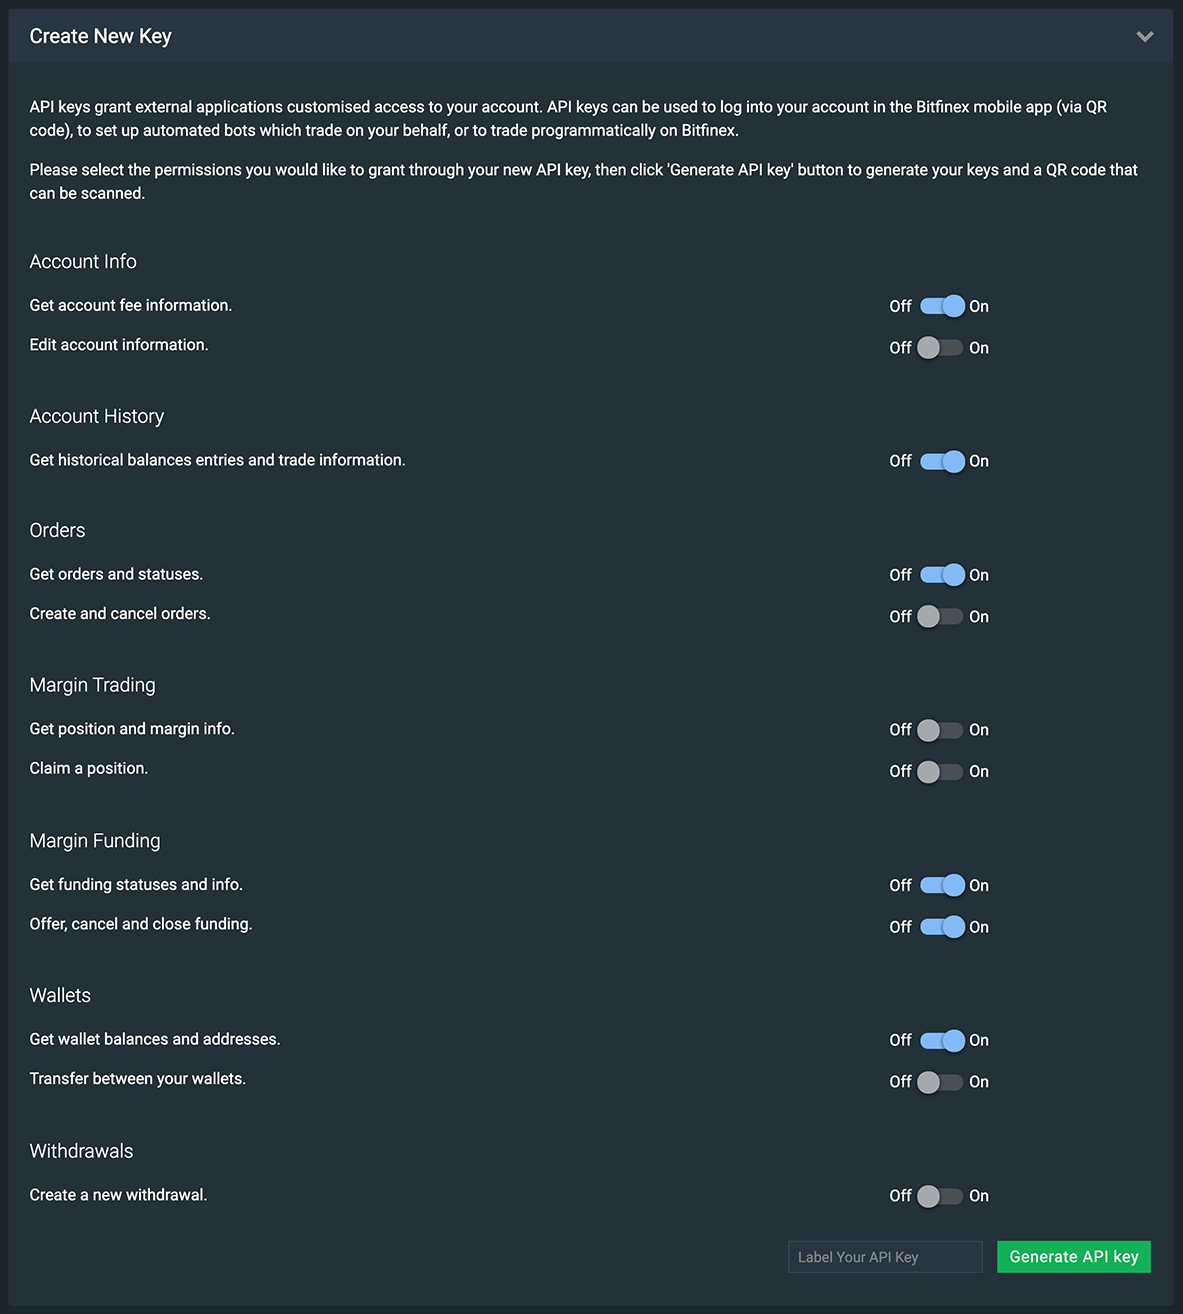 Create New Key
API keys grant external applications customised access to your account. API keys can be used to log into your account in the Bitfinex mobile app (via QR
code), to set up automated bots which trade on your behalf, or to trade programmatically on Bitfinex.
Please select the permissions you would like to grant through your new API key, then click 'Generate API key' button to generate your keys and a QR code that
can be scanned.
Account Info
Get account fee information. Off On
Edit account information. Off On
Account History
Get historical balances entries and trade information. Off On
Orders
Get orders and statuses. Off On
Create and cancel orders. Off On
Margin Trading
Get position and margin info. Off On
Claim a position. Off On
Margin Funding
Get funding statuses and info. Off On
Offer, cancel and close funding. Off On
Wallets
Get wallet balances and addresses. Off On
Transfer between your wallets. Off On
Withdrawals
Create a new withdrawal. Off On
Label Your API Key Generate API key